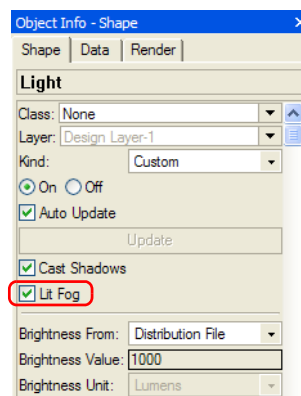 Object Info - Shape
Shape Data Render
Light
Class: None
Layer: Design Layer-1
Kind: Custom
On Off
Auto Update
Update
Cast Shadows
Lit Fog
Brightness From: Distribution File
Brightness Value: 1000
Brightness Unit: Lumens